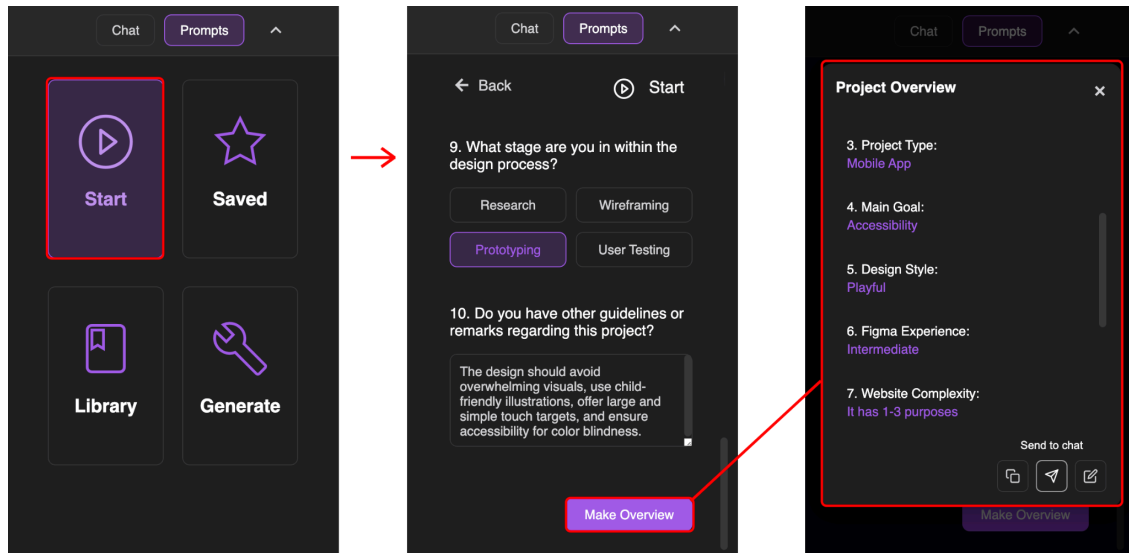 Chat
Prompts
Start
Saved
Library
Generate
Chat
Prompts
Back
Start
9. What stage are you in within the
design process?
Research
Wireframing
Prototyping
User Testing
10. Do you have other guidelines or
remarks regarding this project?
The design should avoid
overwhelming visuals, use child-
friendly illustrations, offer large and
simple touch targets, and ensure
accessibility for color blindness.
Make Overview
Chat
Prompts
Project Overview
3. Project Type:
Mobile App
4. Main Goal:
Accessibility
5. Design Style:
Playful
6. Figma Experience:
Intermediate
7. Website Complexity:
It has 1-3 purposes
Send to chat
Make Overview